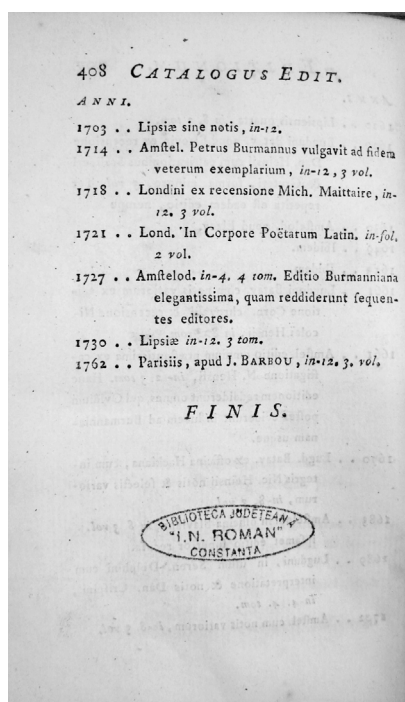 408 CATALOGUS EDIT.
ANNI.
1703 . . Lipsiæ sine notis, in-12.
1714 . . Amſtel. Petrus Burmannus vulgavit ad fidem
veterum exemplarium, in-12, 3 vol.
1718 . . Londini ex recensione Mich. Maittaire, in-
12. 3 vol.
1721 . . Lond. In Corpore Poëtarum Latin. in-fol.
2 vol.
1727 . . Amſtelod. in-4. 4 tom. Editio Burmanniana
elegantissima, quam reddiderunt sequen-
tes editores.
1730 . . Lipsiæ in-12. 3 tom.
1762 . . Parisiis, apud J. BARBOU, in-12. 3. vol.
FINIS.
BIBLIOTECA JUDEȚEANĂ
"I.N. ROMAN"
CONSTANȚA